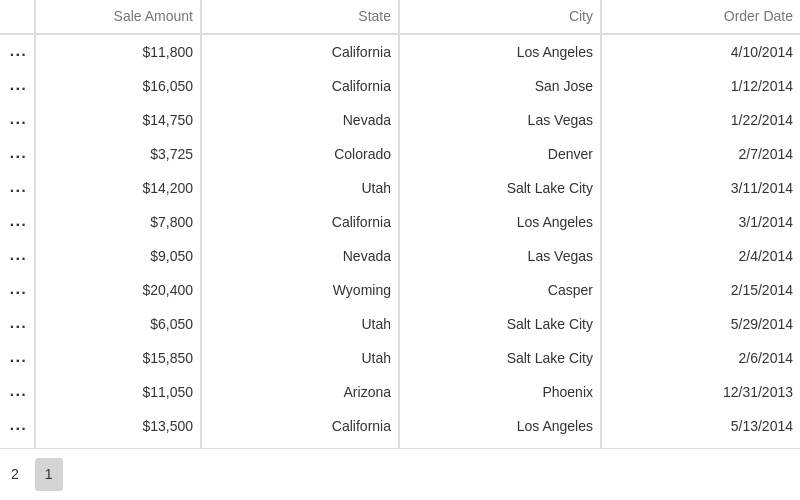 Sale Amount State City Order Date
... $11,800 California Los Angeles 4/10/2014
... $16,050 California San Jose 1/12/2014
... $14,750 Nevada Las Vegas 1/22/2014
... $3,725 Colorado Denver 2/7/2014
... $14,200 Utah Salt Lake City 3/11/2014
... $7,800 California Los Angeles 3/1/2014
... $9,050 Nevada Las Vegas 2/4/2014
... $20,400 Wyoming Casper 2/15/2014
... $6,050 Utah Salt Lake City 5/29/2014
... $15,850 Utah Salt Lake City 2/6/2014
... $11,050 Arizona Phoenix 12/31/2013
... $13,500 California Los Angeles 5/13/2014
2 1